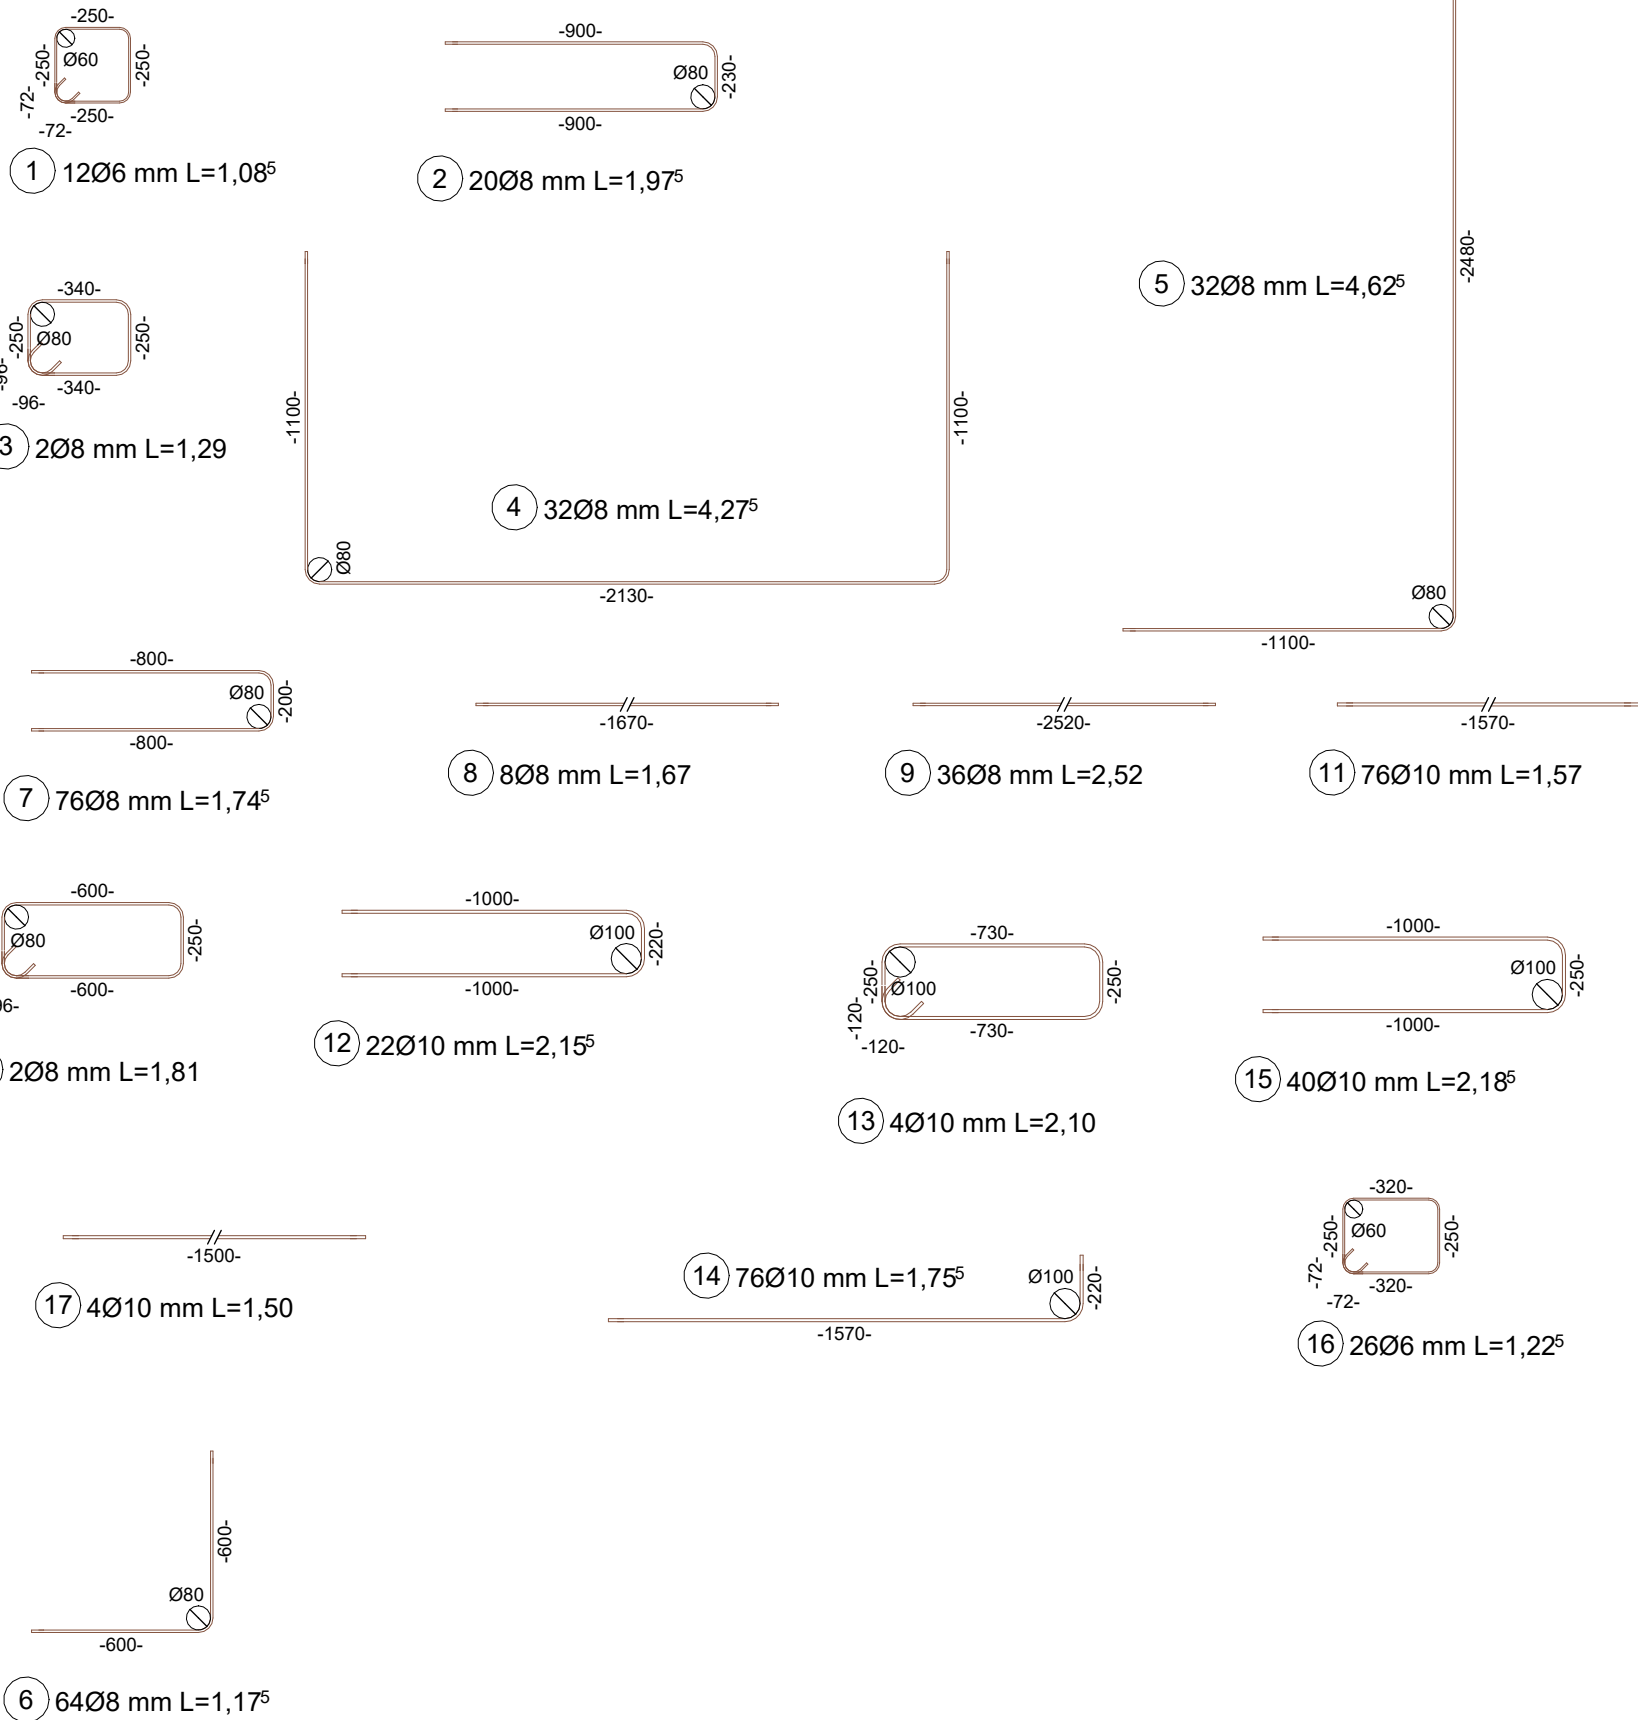 -250-
-250-
Ø60
-250-
-72-
-250-
-72-
1 12Ø6 mm L=1,08⁵
-900-
Ø80
-230-
-900-
2 20Ø8 mm L=1,97⁵
-2480-
5 32Ø8 mm L=4,62⁵
Ø80
-1100-
-340-
-250-
Ø80
-250-
-96-
-340-
-96-
3 2Ø8 mm L=1,29
-1100-
-1100-
4 32Ø8 mm L=4,27⁵
Ø80
-2130-
-800-
Ø80
-200-
-800-
7 76Ø8 mm L=1,74⁵
-1670-
8 8Ø8 mm L=1,67
-2520-
9 36Ø8 mm L=2,52
-1570-
11 76Ø10 mm L=1,57
-600-
Ø80
-250-
-600-
96-
2Ø8 mm L=1,81
-1000-
Ø100
-220-
-1000-
12 22Ø10 mm L=2,15⁵
-730-
-250-
Ø100
-250-
-120-
-730-
-120-
13 4Ø10 mm L=2,10
-1000-
Ø100
-250-
-1000-
15 40Ø10 mm L=2,18⁵
-1500-
17 4Ø10 mm L=1,50
14 76Ø10 mm L=1,75⁵
Ø100
-220-
-1570-
-320-
-250-
Ø60
-250-
-72-
-320-
-72-
16 26Ø6 mm L=1,22⁵
-600-
Ø80
-600-
6 64Ø8 mm L=1,17⁵